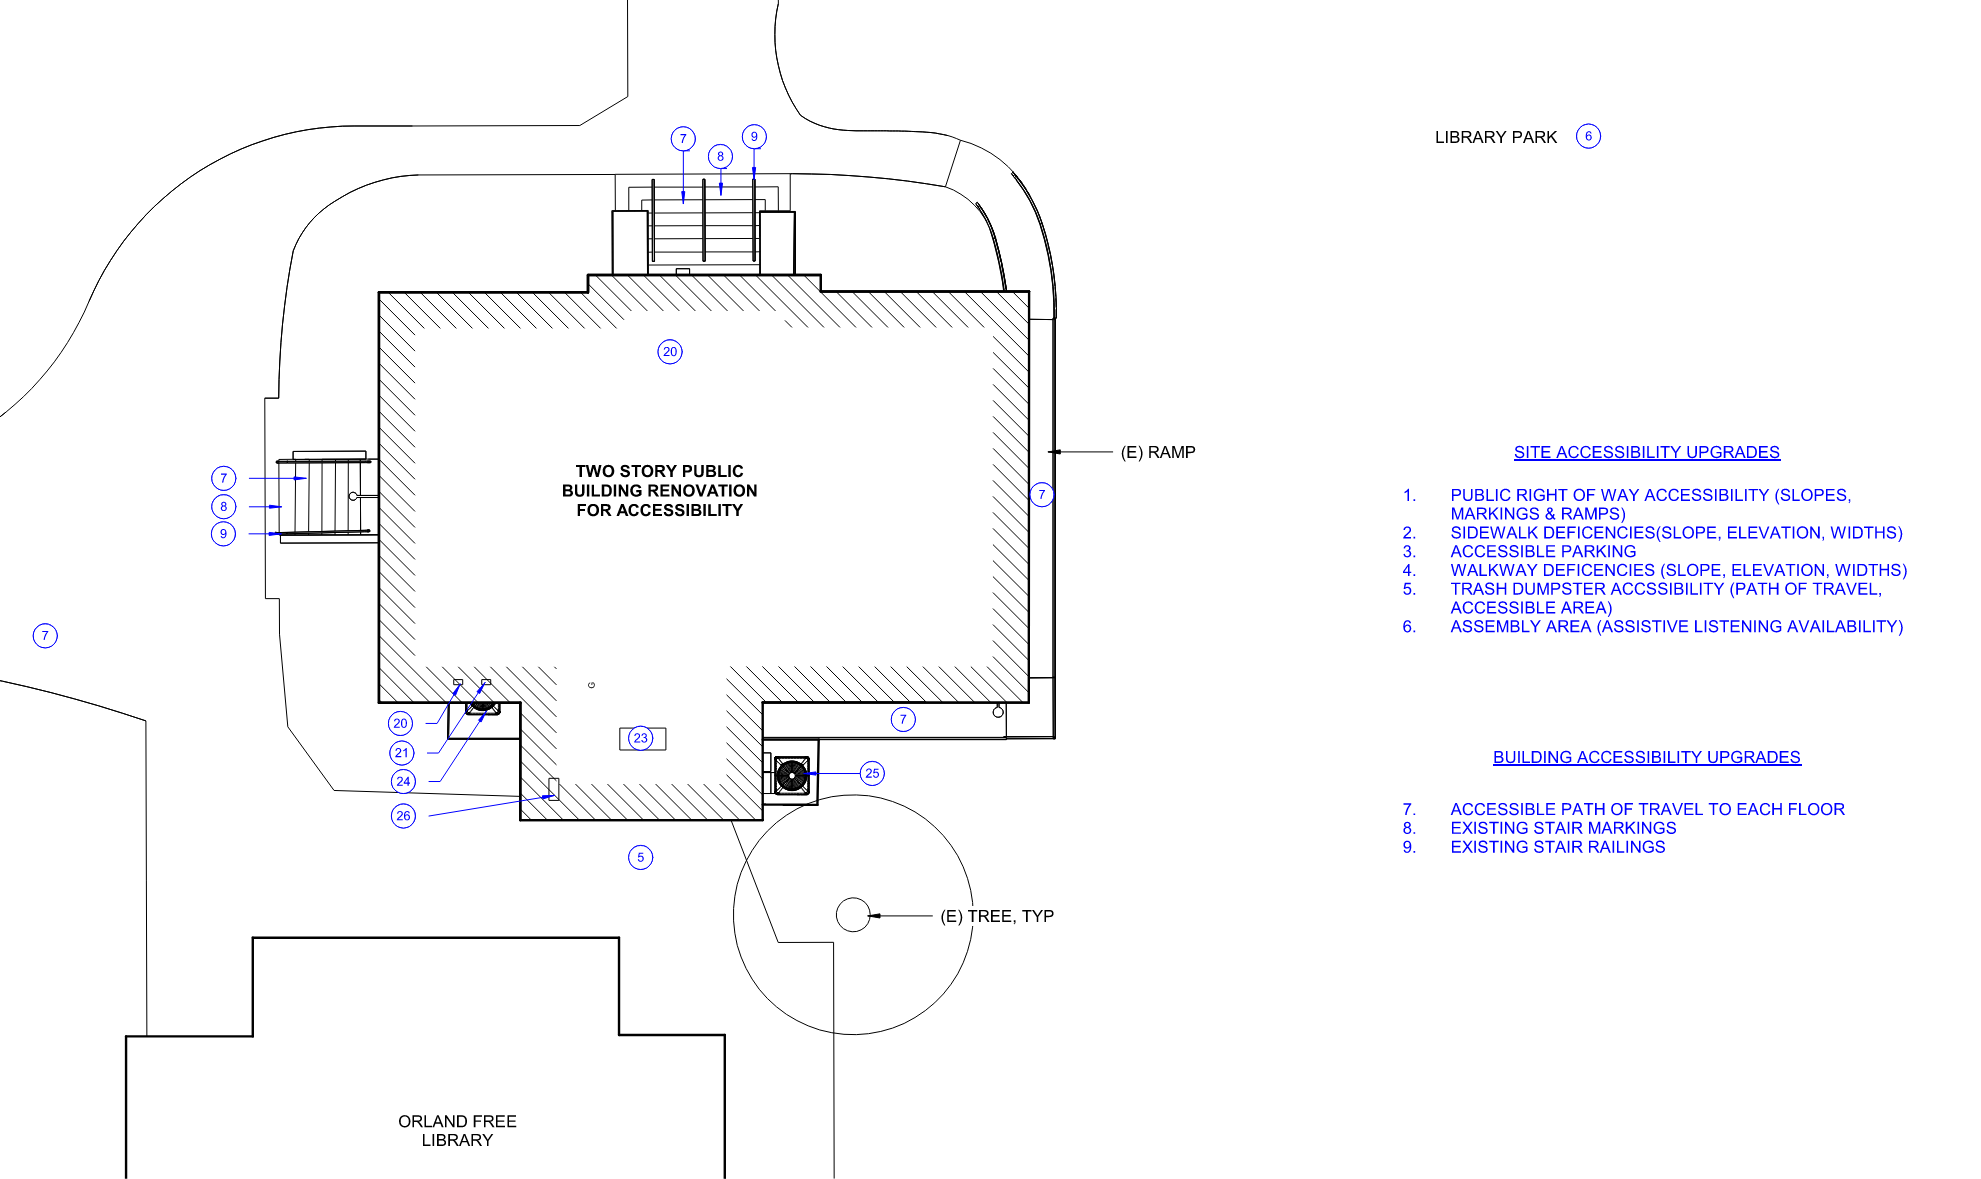 7
8
9
LIBRARY PARK 6
20
(E) RAMP
SITE ACCESSIBILITY UPGRADES
TWO STORY PUBLIC
BUILDING RENOVATION
FOR ACCESSIBILITY
7
8
9
7
1. PUBLIC RIGHT OF WAY ACCESSIBILITY (SLOPES,
MARKINGS & RAMPS)
2. SIDEWALK DEFICENCIES(SLOPE, ELEVATION, WIDTHS)
3. ACCESSIBLE PARKING
4. WALKWAY DEFICENCIES (SLOPE, ELEVATION, WIDTHS)
5. TRASH DUMPSTER ACCSSIBILITY (PATH OF TRAVEL,
ACCESSIBLE AREA)
6. ASSEMBLY AREA (ASSISTIVE LISTENING AVAILABILITY)
7
G
20
21
24
26
23
7
25
5
BUILDING ACCESSIBILITY UPGRADES
7. ACCESSIBLE PATH OF TRAVEL TO EACH FLOOR
8. EXISTING STAIR MARKINGS
9. EXISTING STAIR RAILINGS
(E) TREE, TYP
ORLAND FREE
LIBRARY